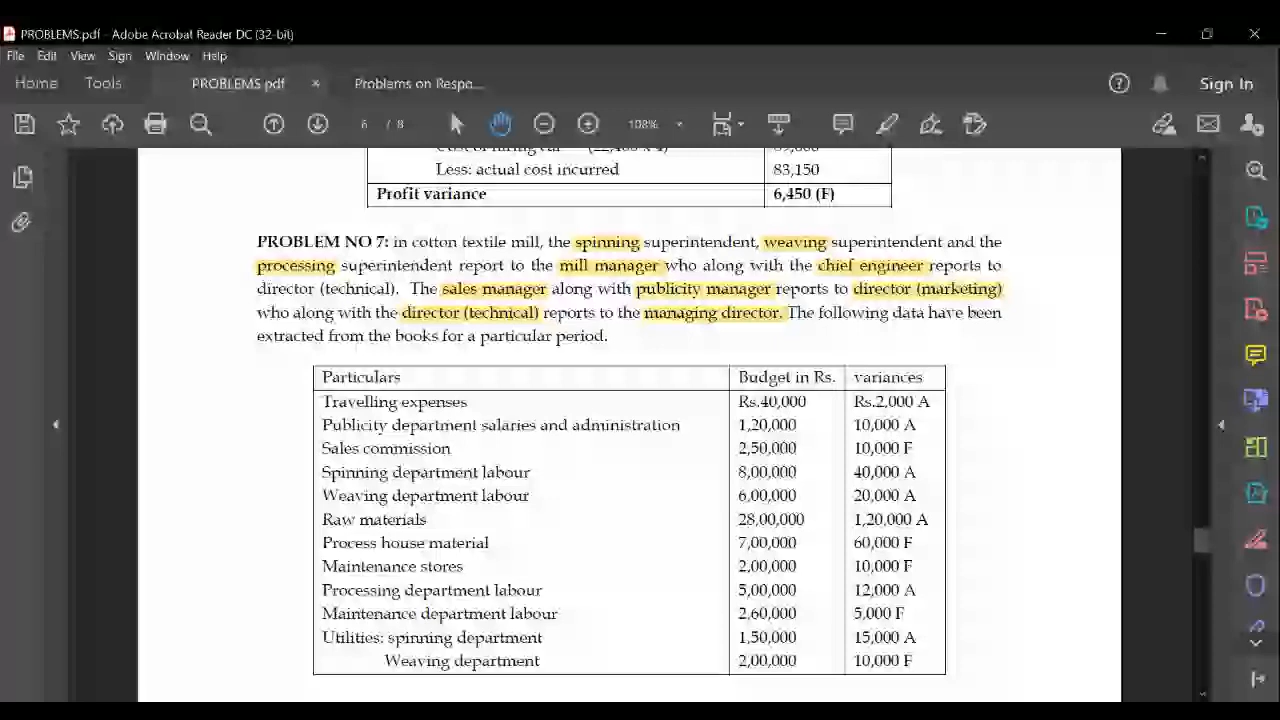 PROBLEMS.pdf - Adobe Acrobat Reader DC (32-bit)
File Edit View Sign Window Help
Home Tools PROBLEMS pdf × Problems on Respo... Sign In
6 / 8 108%
Less: actual cost incurred 83,150
Profit variance 6,450 (F)
PROBLEM NO 7: in cotton textile mill, the spinning superintendent, weaving superintendent and the
processing superintendent report to the mill manager who along with the chief engineer reports to
director (technical). The sales manager along with publicity manager reports to director (marketing)
who along with the director (technical) reports to the managing director. The following data have been
extracted from the books for a particular period.
Particulars Budget in Rs. variances
Travelling expenses Rs.40,000 Rs.2,000 A
Publicity department salaries and administration 1,20,000 10,000 A
Sales commission 2,50,000 10,000 F
Spinning department labour 8,00,000 40,000 A
Weaving department labour 6,00,000 20,000 A
Raw materials 28,00,000 1,20,000 A
Process house material 7,00,000 60,000 F
Maintenance stores 2,00,000 10,000 F
Processing department labour 5,00,000 12,000 A
Maintenance department labour 2,60,000 5,000 F
Utilities: spinning department 1,50,000 15,000 A
Weaving department 2,00,000 10,000 F